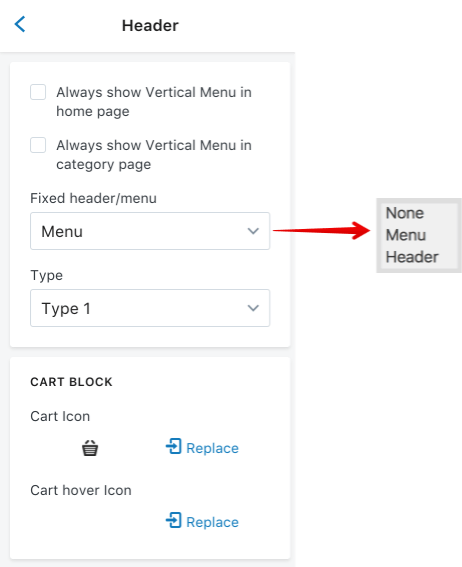 Header
Always show Vertical Menu in
home page
Always show Vertical Menu in
category page
Fixed header/menu
Menu
None
Menu
Header
Type
Type 1
CART BLOCK
Cart Icon
Replace
Cart hover Icon
Replace